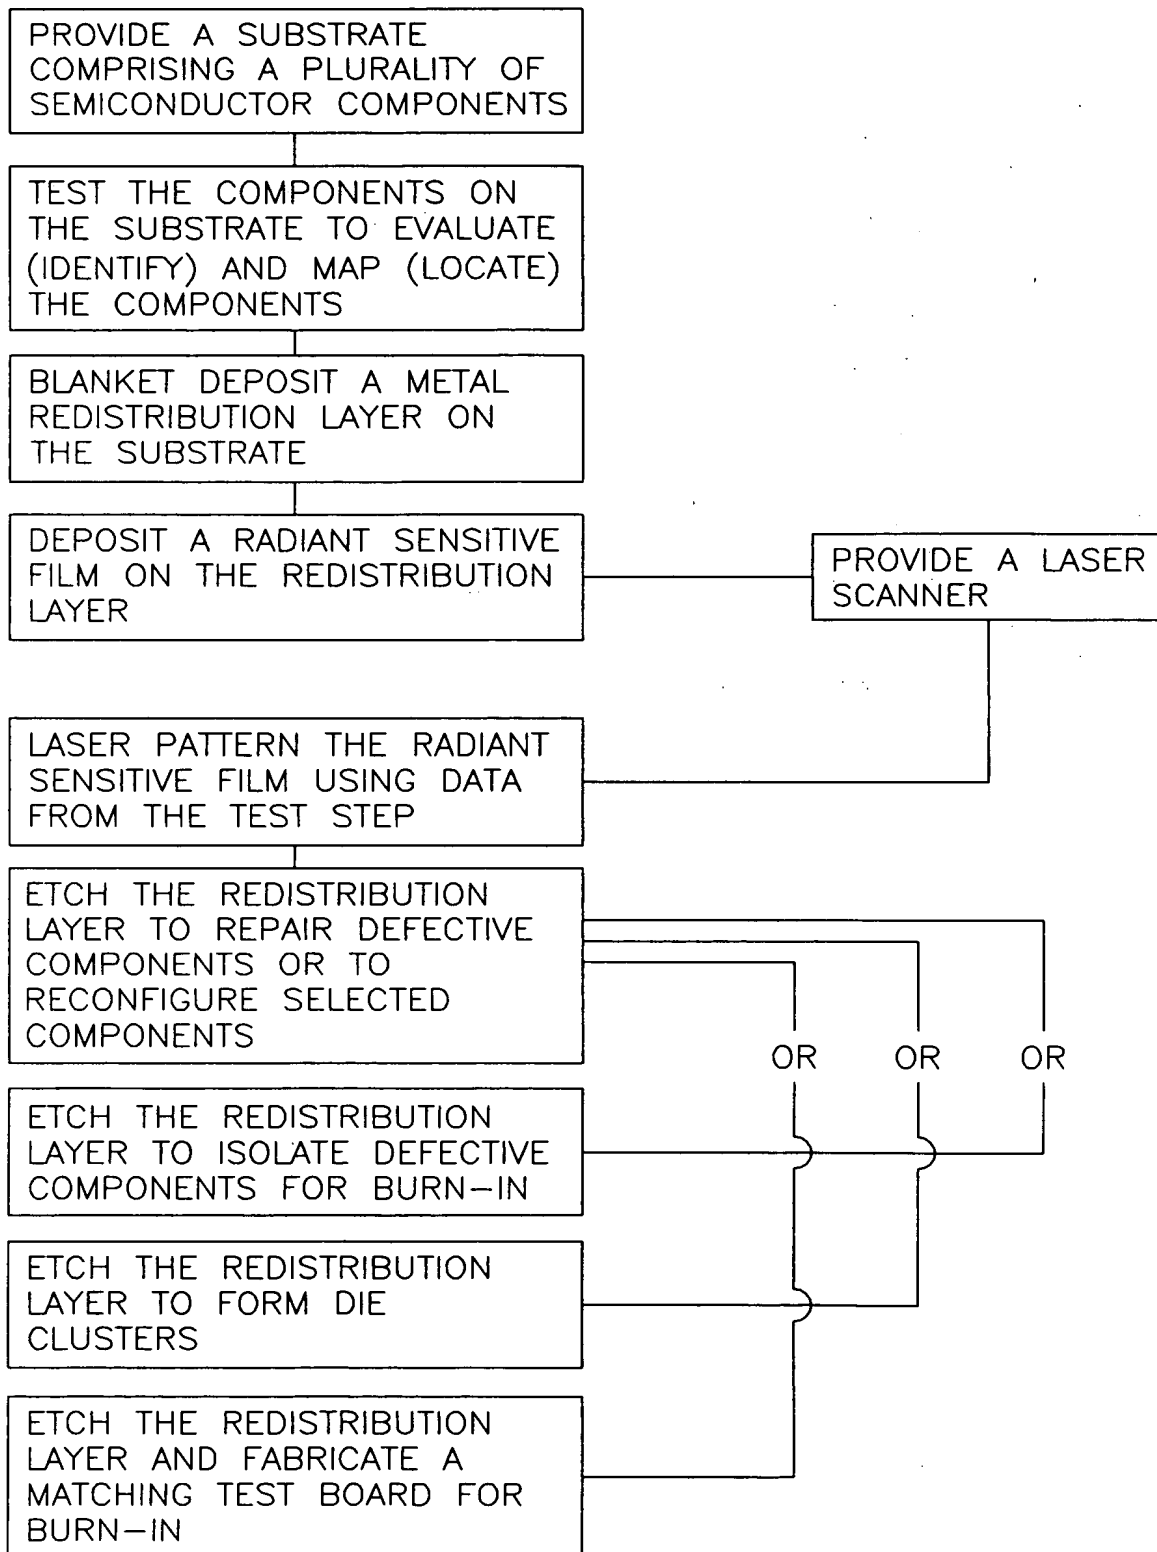 PROVIDE A SUBSTRATE
COMPRISING A PLURALITY OF
SEMICONDUCTOR COMPONENTS
TEST THE COMPONENTS ON
THE SUBSTRATE TO EVALUATE
(IDENTIFY) AND MAP (LOCATE)
THE COMPONENTS
BLANKET DEPOSIT A METAL
REDISTRIBUTION LAYER ON
THE SUBSTRATE
DEPOSIT A RADIANT SENSITIVE
FILM ON THE REDISTRIBUTION
LAYER
PROVIDE A LASER
SCANNER
LASER PATTERN THE RADIANT
SENSITIVE FILM USING DATA
FROM THE TEST STEP
ETCH THE REDISTRIBUTION
LAYER TO REPAIR DEFECTIVE
COMPONENTS OR TO
RECONFIGURE SELECTED
COMPONENTS
OR OR OR
ETCH THE REDISTRIBUTION
LAYER TO ISOLATE DEFECTIVE
COMPONENTS FOR BURN-IN
ETCH THE REDISTRIBUTION
LAYER TO FORM DIE
CLUSTERS
ETCH THE REDISTRIBUTION
LAYER AND FABRICATE A
MATCHING TEST BOARD FOR
BURN-IN